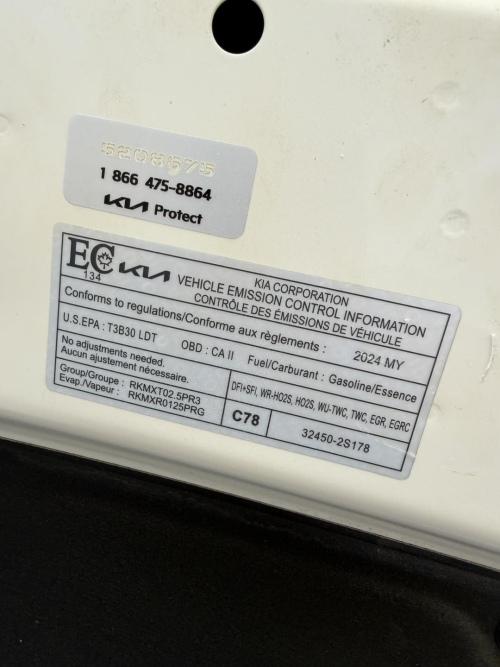 5208575
1 866 475-8864
KIA Protect
EC
134
KIA
KIA CORPORATION
VEHICLE EMISSION CONTROL INFORMATION
CONTRÔLE DES ÉMISSIONS DE VÉHICULE
Conforms to regulations/Conforme aux règlements : 2024 MY
U.S.EPA : T3B30 LDT OBD : CA II Fuel/Carburant : Gasoline/Essence
No adjustments needed.
Aucun ajustement nécessaire.
DFI+SFI, WR-HO2S, HO2S, WU-TWC, TWC, EGR, EGRC
Group/Groupe : RKMXT02.5PR3
Evap./Vapeur : RKMXR0125PRG
C78
32450-2S178